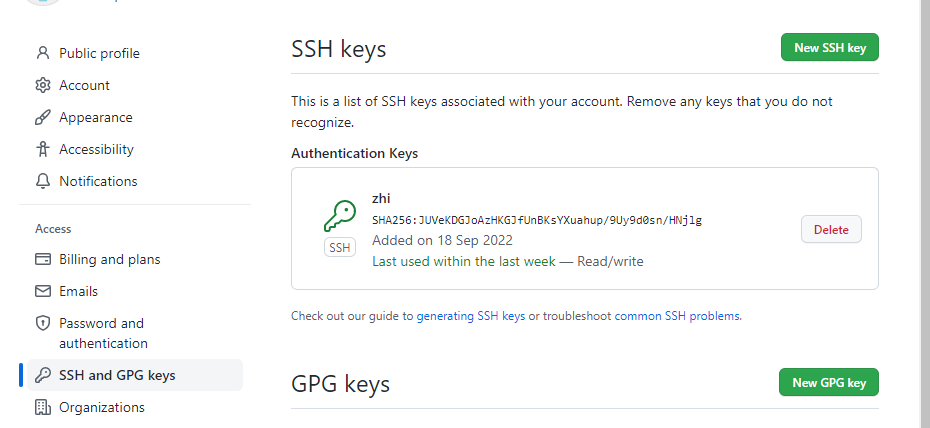 Public profile
Account
Appearance
Accessibility
Notifications
Access
Billing and plans
Emails
Password and
authentication
SSH and GPG keys
Organizations
SSH keys
New SSH key
This is a list of SSH keys associated with your account. Remove any keys that you do not
recognize.
Authentication Keys
zhi
SHA256:JUVeKDGJoAzHKGJfUnBKsYXuahup/9Uy9d0sn/HNj1g
SSH
Added on 18 Sep 2022
Last used within the last week — Read/write
Delete
Check out our guide to generating SSH keys or troubleshoot common SSH problems.
GPG keys
New GPG key